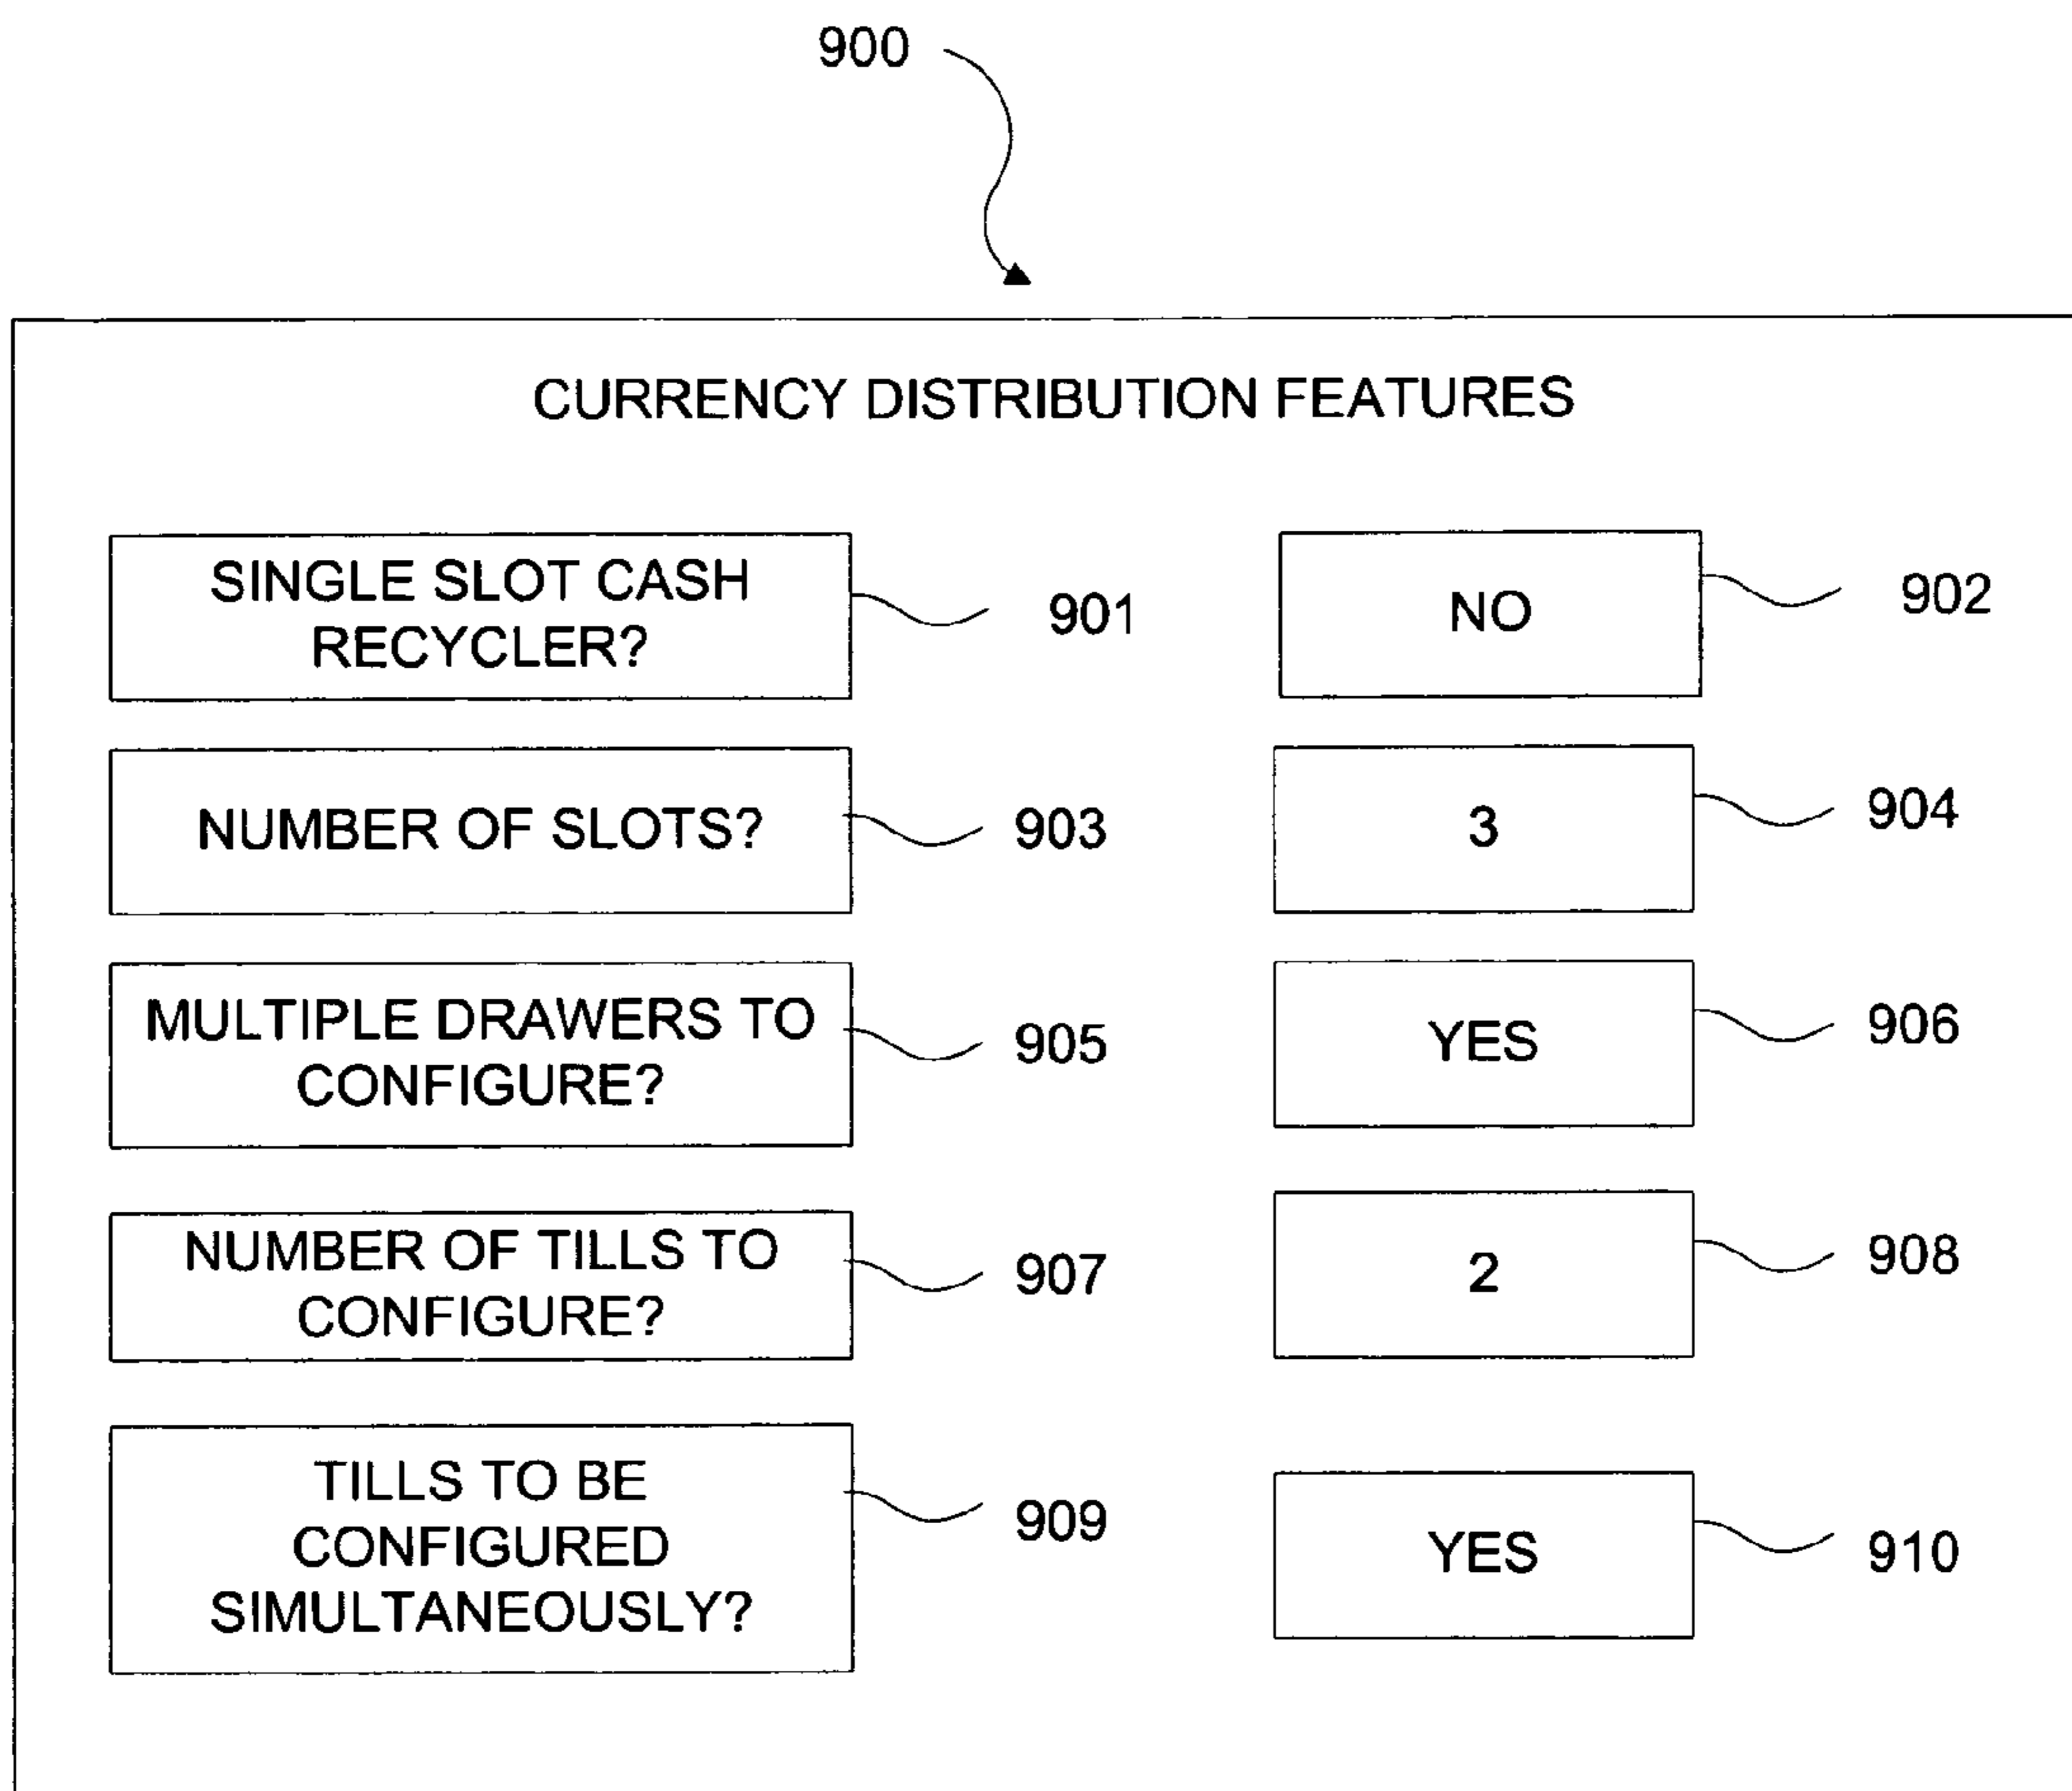 900
CURRENCY DISTRIBUTION FEATURES
SINGLE SLOT CASH
RECYCLER?
901
NO
902
NUMBER OF SLOTS?
903
3
904
MULTIPLE DRAWERS TO
CONFIGURE?
905
YES
906
NUMBER OF TILLS TO
CONFIGURE?
907
2
908
TILLS TO BE
CONFIGURED
SIMULTANEOUSLY?
909
YES
910